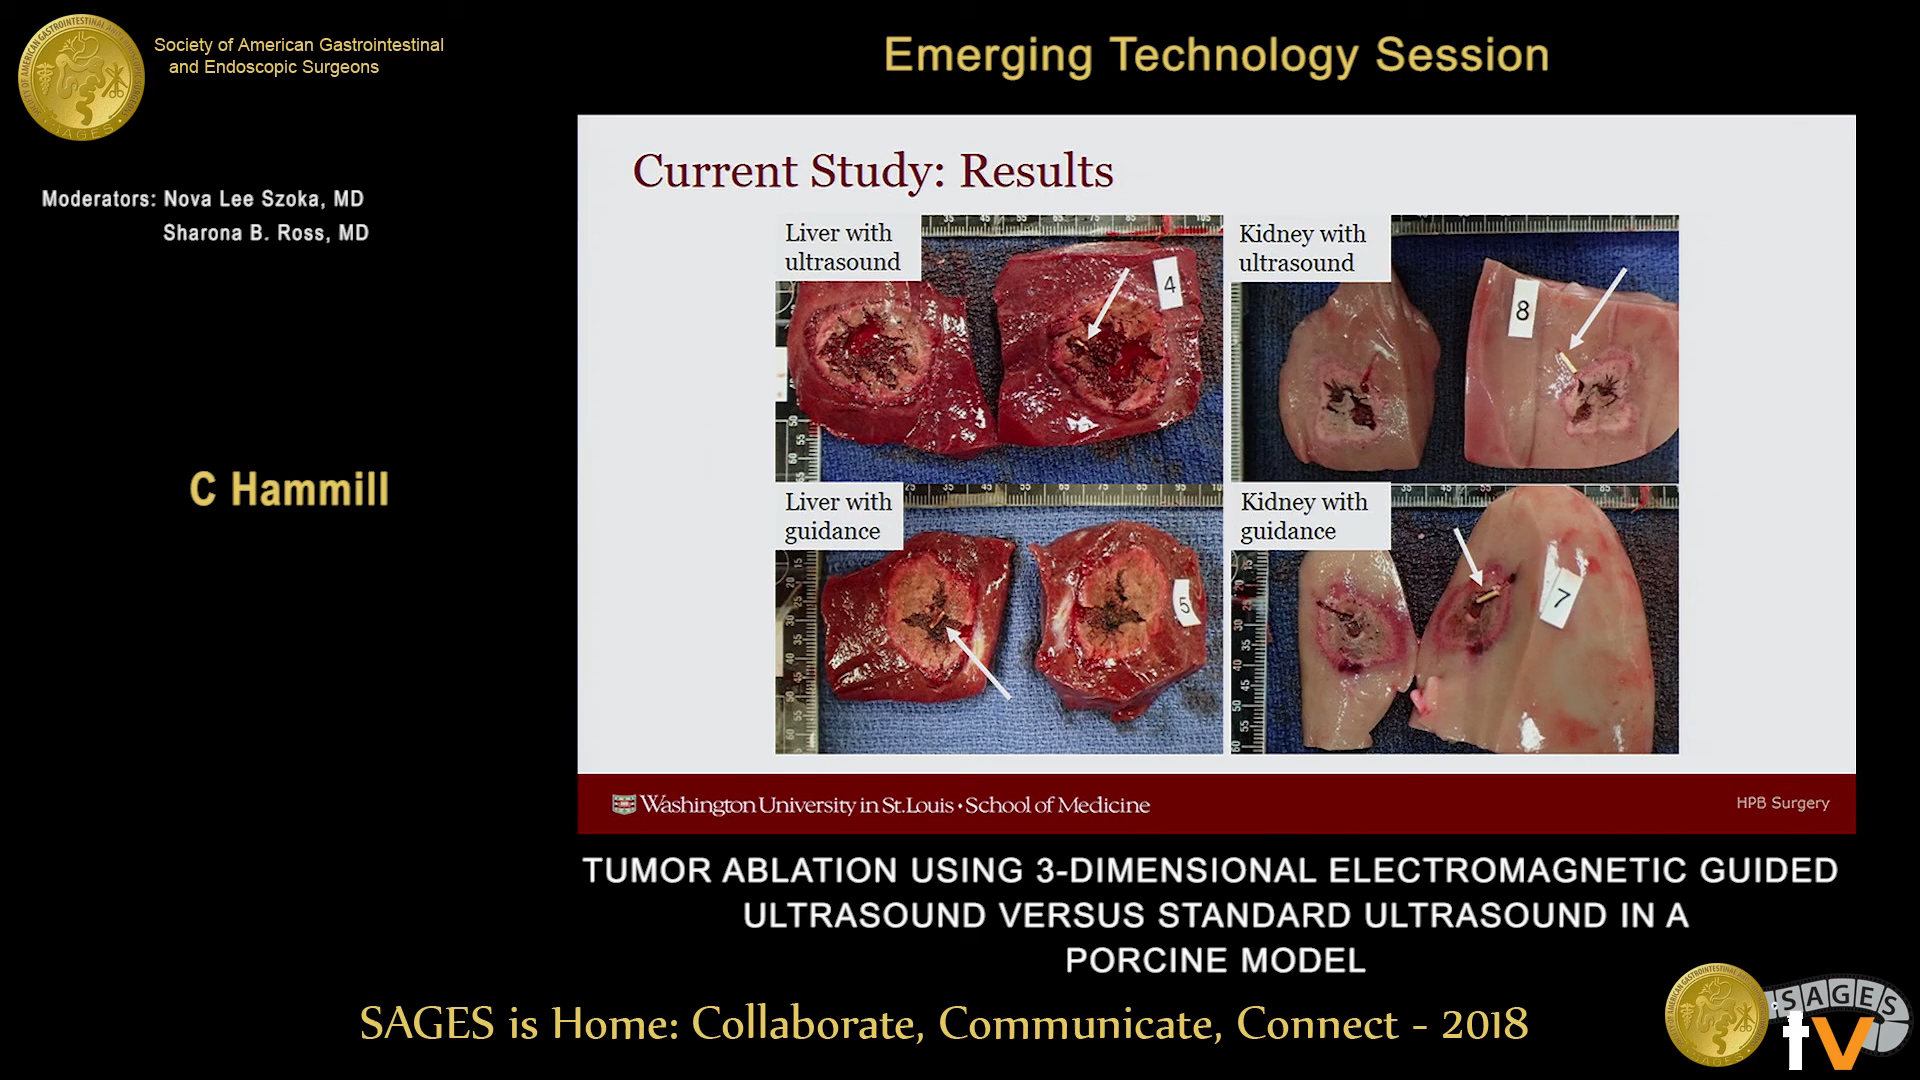 Society of American Gastrointestinal
and Endoscopic Surgeons
Emerging Technology Session
Moderators: Nova Lee Szoka, MD
Sharona B. Ross, MD
C Hammill
Current Study: Results
Liver with
ultrasound
4
Kidney with
ultrasound
8
Liver with
guidance
5
Kidney with
guidance
7
Washington University in St. Louis • School of Medicine
HPB Surgery
TUMOR ABLATION USING 3-DIMENSIONAL ELECTROMAGNETIC GUIDED
ULTRASOUND VERSUS STANDARD ULTRASOUND IN A
PORCINE MODEL
SAGES is Home: Collaborate, Communicate, Connect - 2018
SAGES
tv